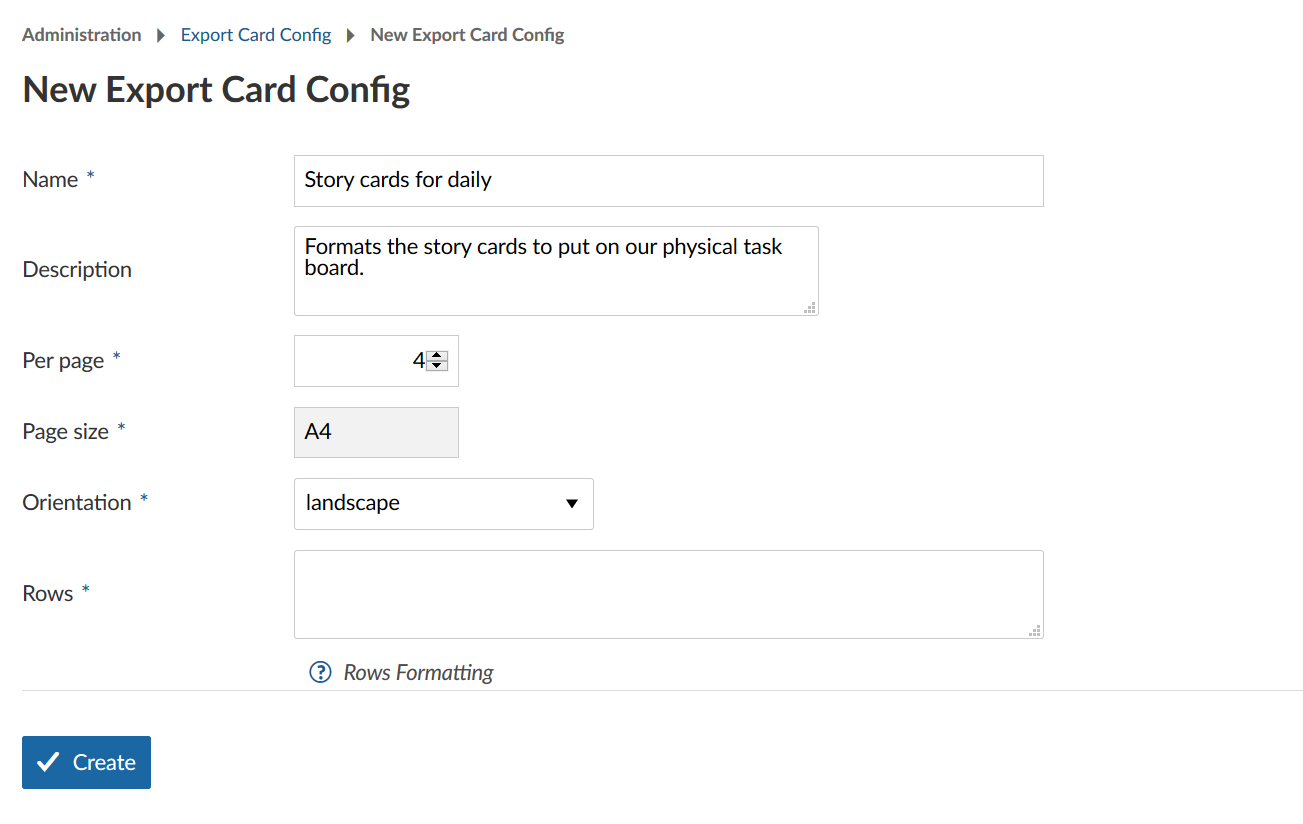 Administration Export Card Config New Export Card Config
New Export Card Config
Name * Story cards for daily
Description Formats the story cards to put on our physical task
board.
Per page * 4
Page size * A4
Orientation * landscape
Rows *
? Rows Formatting
Create